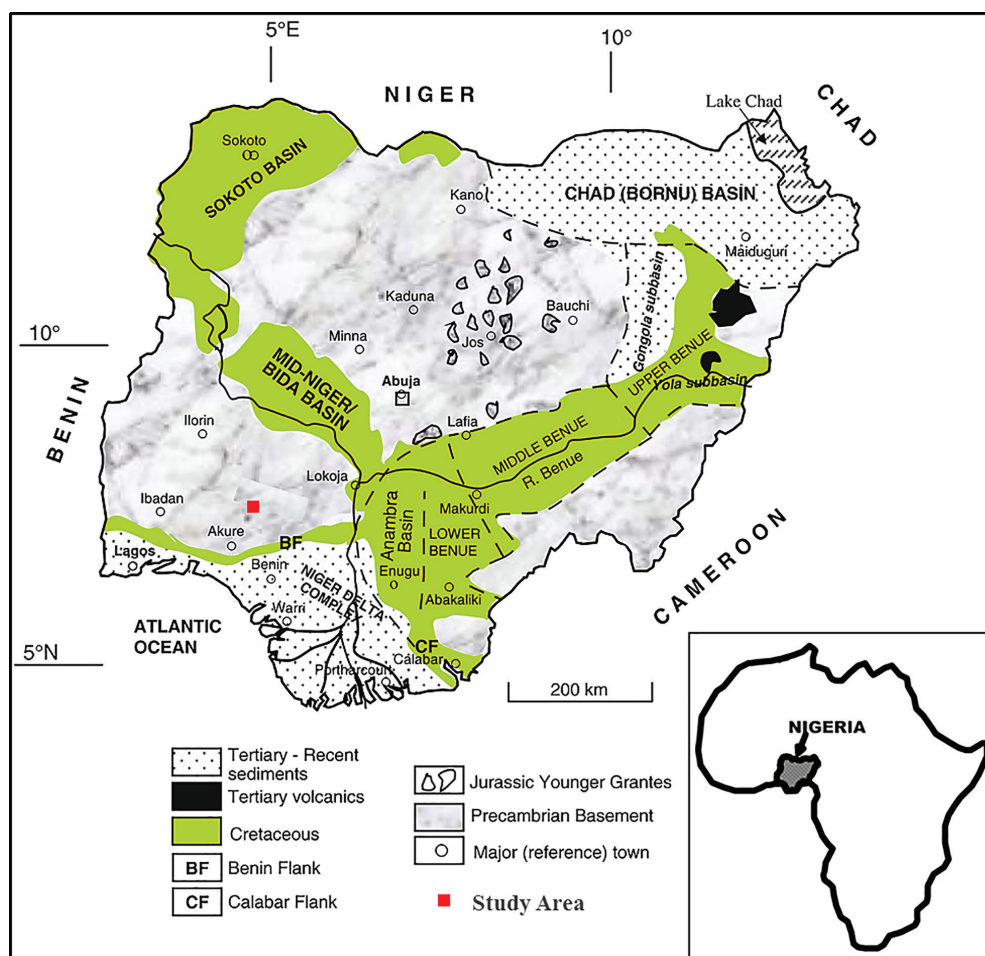 5°E
10°
NIGER
CHAD
Lake Chad
Sokoto
SOKOTO BASIN
Kano
CHAD (BORNU) BASIN
Maiduguri
Kaduna
Bauchi
Gongola subbasin
Minna
Jos
10°
UPPER BENUE
Yola subbasin
MID-NIGER/
BIDA BASIN
Abuja
BENIN
Ilorin
Lafia
MIDDLE BENUE
R. Benue
Lokoja
Ibadan
Makurdi
Akure
Anambra
Basin
LOWER
BENUE
BF
Lagos
Benin
Enugu
NIGER DELTA
COMPLEX
Abakaliki
CAMEROON
Warri
ATLANTIC
OCEAN
CF
5°N
Calabar
Portharcourt
200 km
NIGERIA
Tertiary - Recent
sediments
Tertiary volcanics
Cretaceous
BF Benin Flank
CF Calabar Flank
Jurassic Younger Grantes
Precambrian Basement
Major (reference) town
Study Area